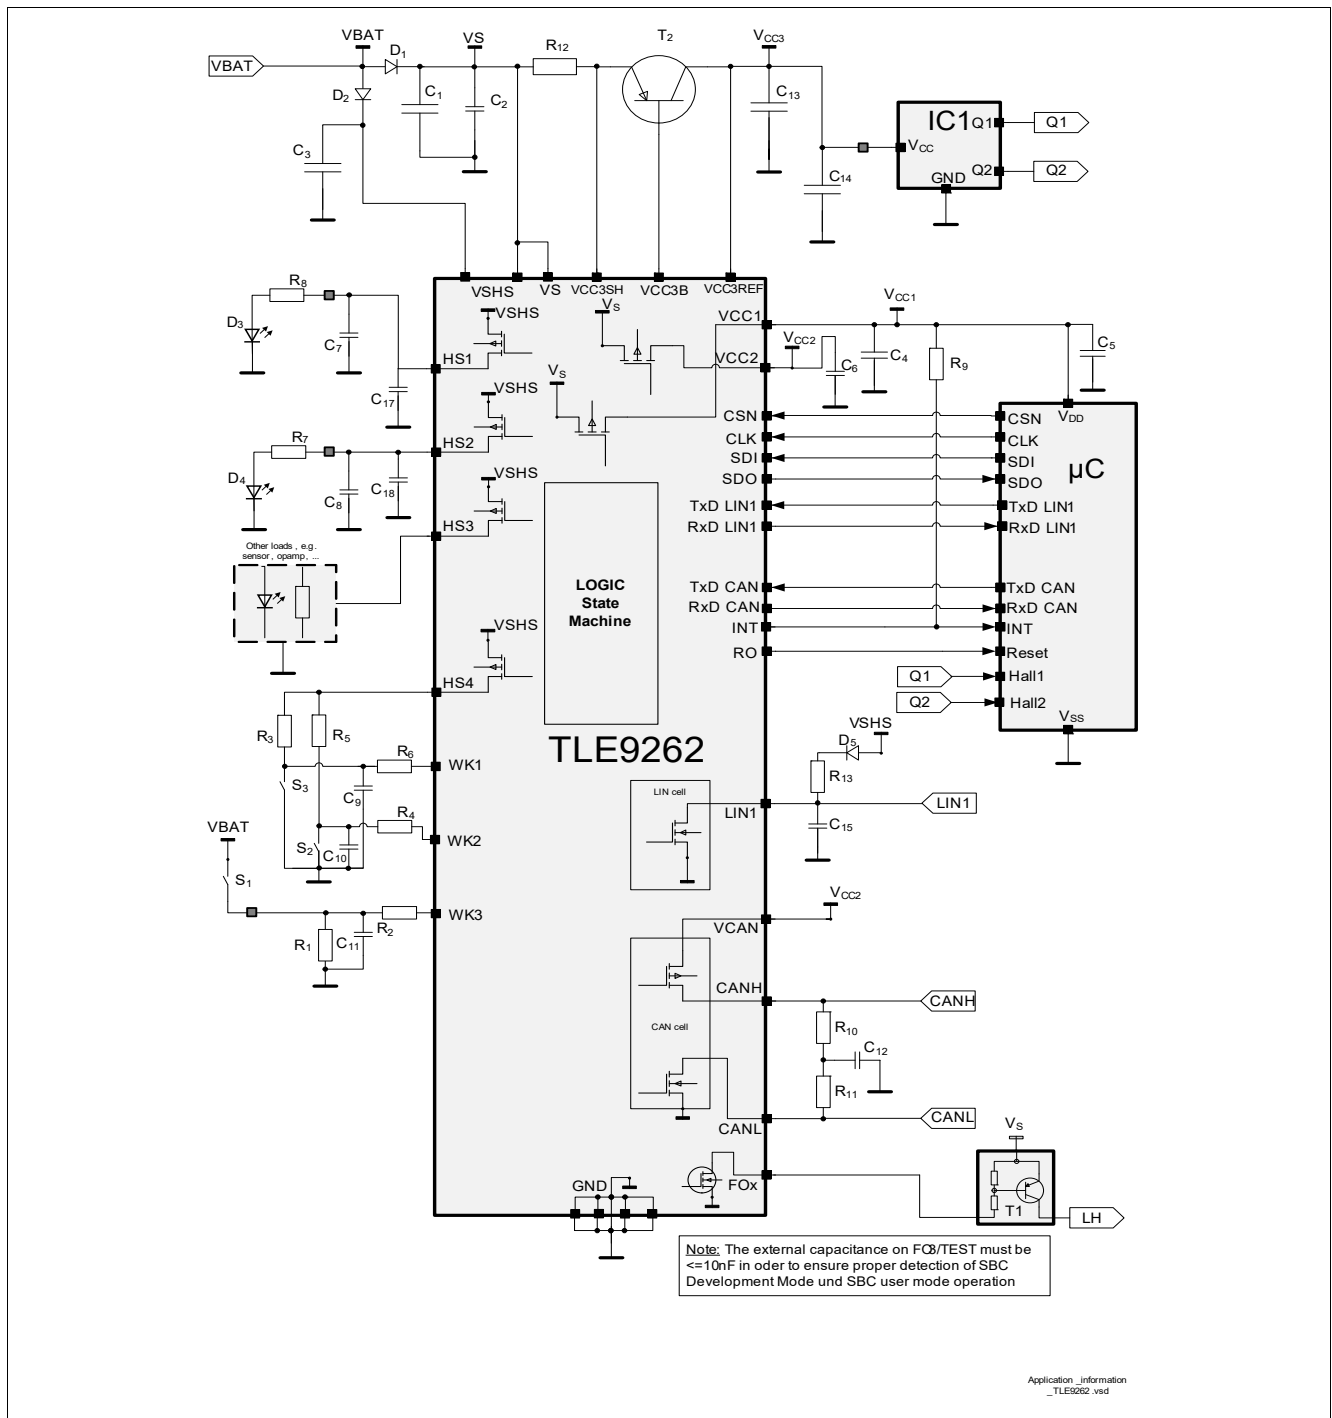 VBAT
VBAT
D1
VS
R12
T2
VCC3
D2
C1
C2
C13
C3
C14
IC1
VCC
GND
Q1
Q2
Q1
Q2
VSHS
VS
VCC3SH
VCC3B
VCC3REF
R8
D3
C7
C17
HS1
VSHS
VS
VS
VCC1
VCC2
VCC2
C6
C4
VCC1
R9
C5
R7
D4
C8
C18
HS2
VSHS
CSN
CLK
SDI
SDO
TxD LIN1
RxD LIN1
TxD CAN
RxD CAN
INT
RO
VDD
µC
CSN
CLK
SDI
SDO
TxD LIN1
RxD LIN1
TxD CAN
RxD CAN
INT
Reset
Hall1
Hall2
VSS
Q1
Q2
HS3
VSHS
Other loads , e.g.
sensor , opamp, ...
LOGIC
State
Machine
HS4
VSHS
TLE9262
R3
R5
R6
WK1
S3
C9
R4
S2
C10
WK2
VBAT
S1
R1
C11
R2
WK3
LIN cell
LIN1
VSHS
D5
R13
C15
LIN1
VCAN
VCC2
CAN cell
CANH
CANH
R10
C12
R11
CANL
CANL
FOx
VS
T1
LH
GND
Note: The external capacitance on FO3/TEST must be
<=10nF in oder to ensure proper detection of SBC
Development Mode und SBC user mode operation
Application _information
_TLE9262 .vsd